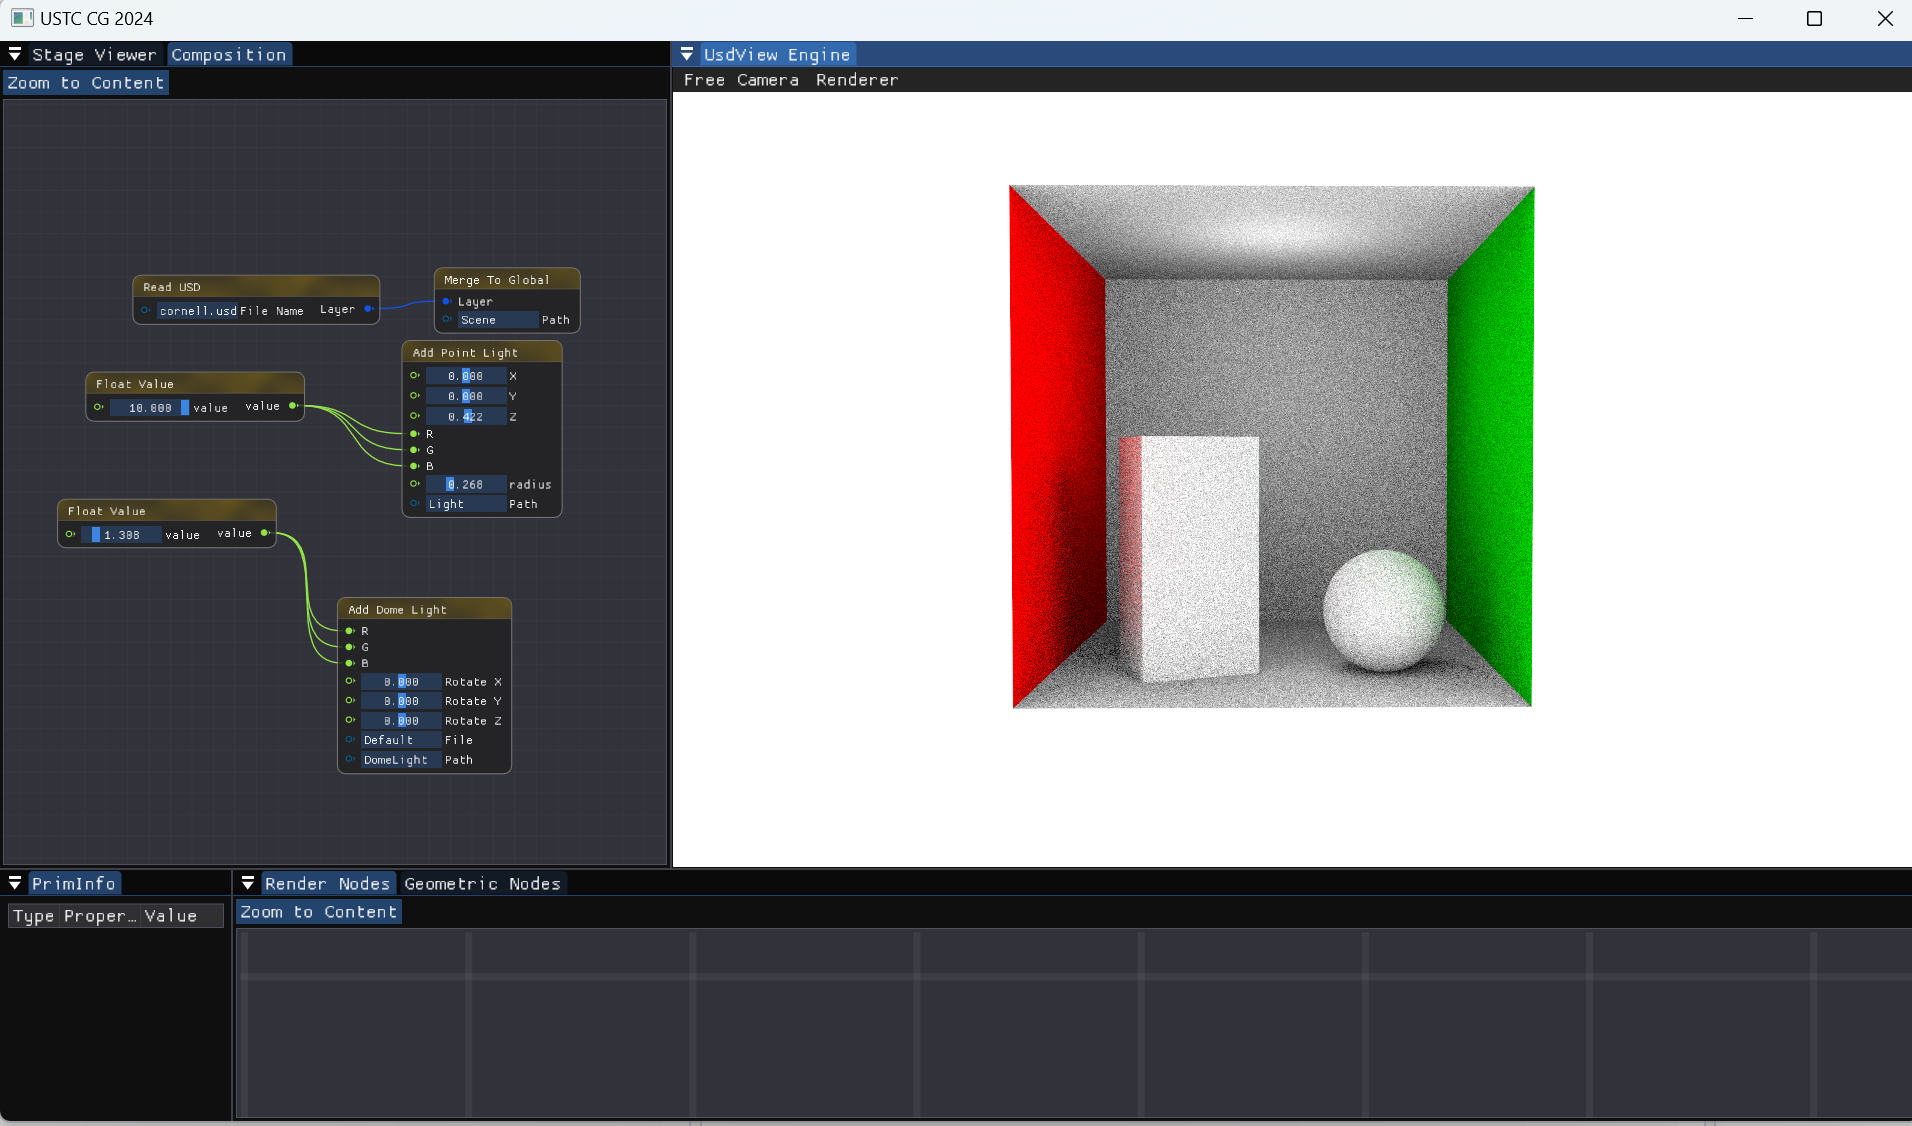 USTC CG 2024
Stage Viewer Composition
Zoom to Content
Read USD
cornell.usd File Name Layer
Merge To Global
Layer
Scene Path
Float Value
10.000 value value
Add Point Light
0.000 X
0.000 Y
0.422 Z
R
G
B
0.268 radius
Light Path
Float Value
1.308 value value
Add Dome Light
R
G
B
0.000 Rotate X
0.000 Rotate Y
0.000 Rotate Z
Default File
DomeLight Path
UsdView Engine
Free Camera Renderer
PrimInfo
Type Proper… Value
Render Nodes Geometric Nodes
Zoom to Content